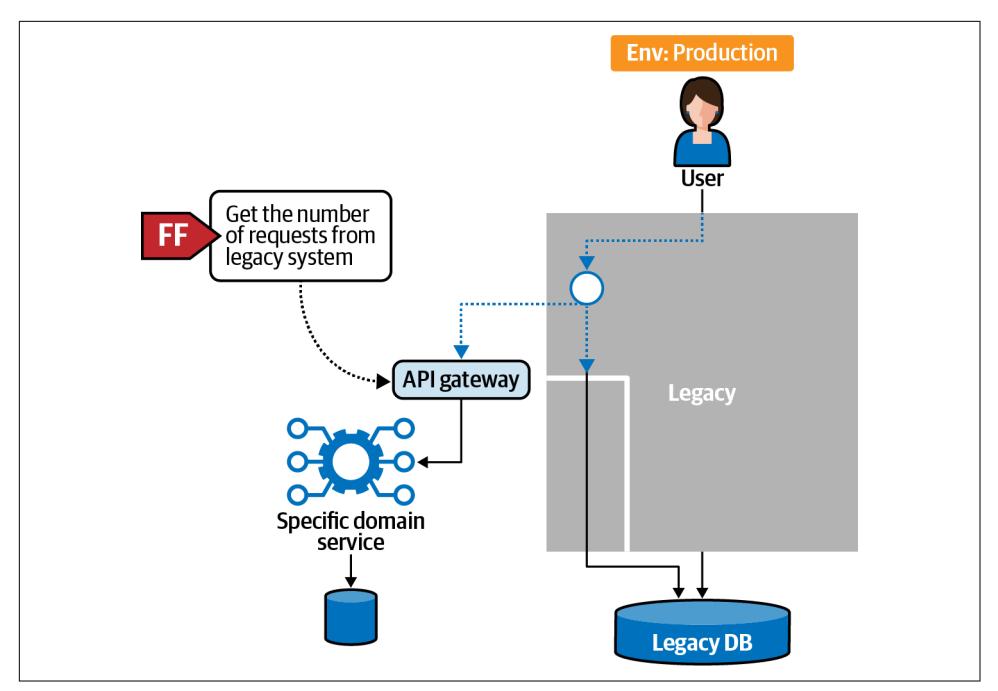 Env: Production
User
FF
Get the number
of requests from
legacy system
API gateway
Legacy
Specific domain
service
Legacy DB